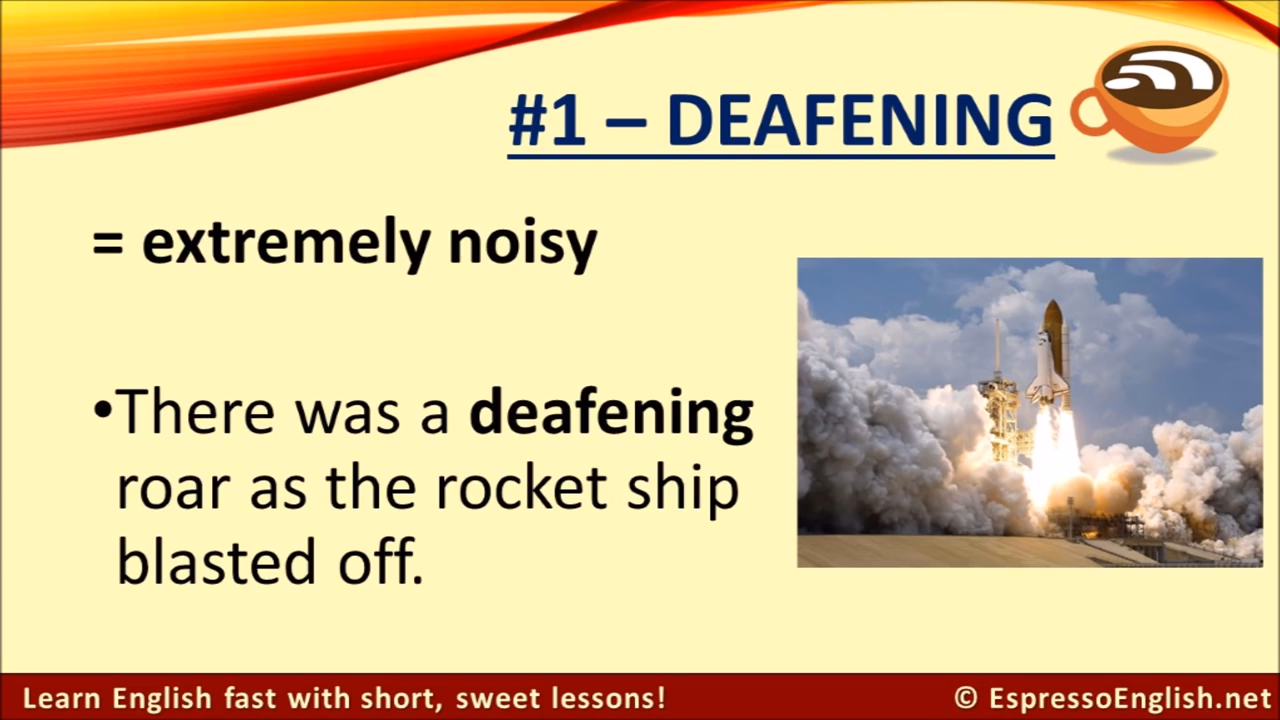 #1 – DEAFENING
= extremely noisy
•There was a deafening
roar as the rocket ship
blasted off.
Learn English fast with short, sweet lessons!
© EspressoEnglish.net